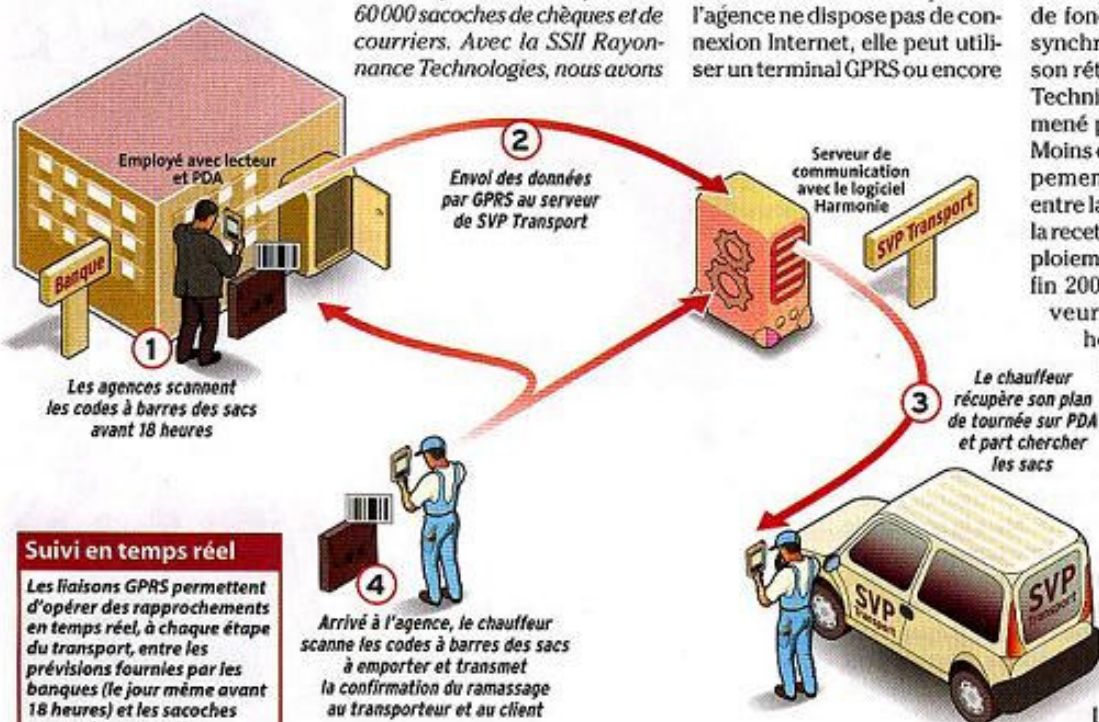 60 000 sacoches de chèques et de
courriers. Avec la SSII Rayon-
nance Technologies, nous avons
l'agence ne dispose pas de con-
nexion Internet, elle peut utili-
ser un terminal GPRS ou encore
de fon
synchr
son rét
Techni
mené p
Moins
pemen
entre la
la recet
ploiem
fin 200
veur
h
Employé avec lecteur
et PDA
Banque
1
Les agences scannent
les codes à barres des sacs
avant 18 heures
2
Envoi des données
par GPRS au serveur
de SVP Transport
Serveur de
communication
avec le logiciel
Harmonie
SVP Transport
3
Le chauffeur
récupère son plan
de tournée sur PDA
et part chercher
les sacs
SVP
Transport
SVP
Transport
4
Arrivé à l'agence, le chauffeur
scanne les codes à barres des sacs
à emporter et transmet
la confirmation du ramassage
au transporteur et au client
Suivi en temps réel
Les liaisons GPRS permettent
d'opérer des rapprochements
en temps réel, à chaque étape
du transport, entre les
prévisions fournies par les
banques (le jour même avant
18 heures) et les sacoches